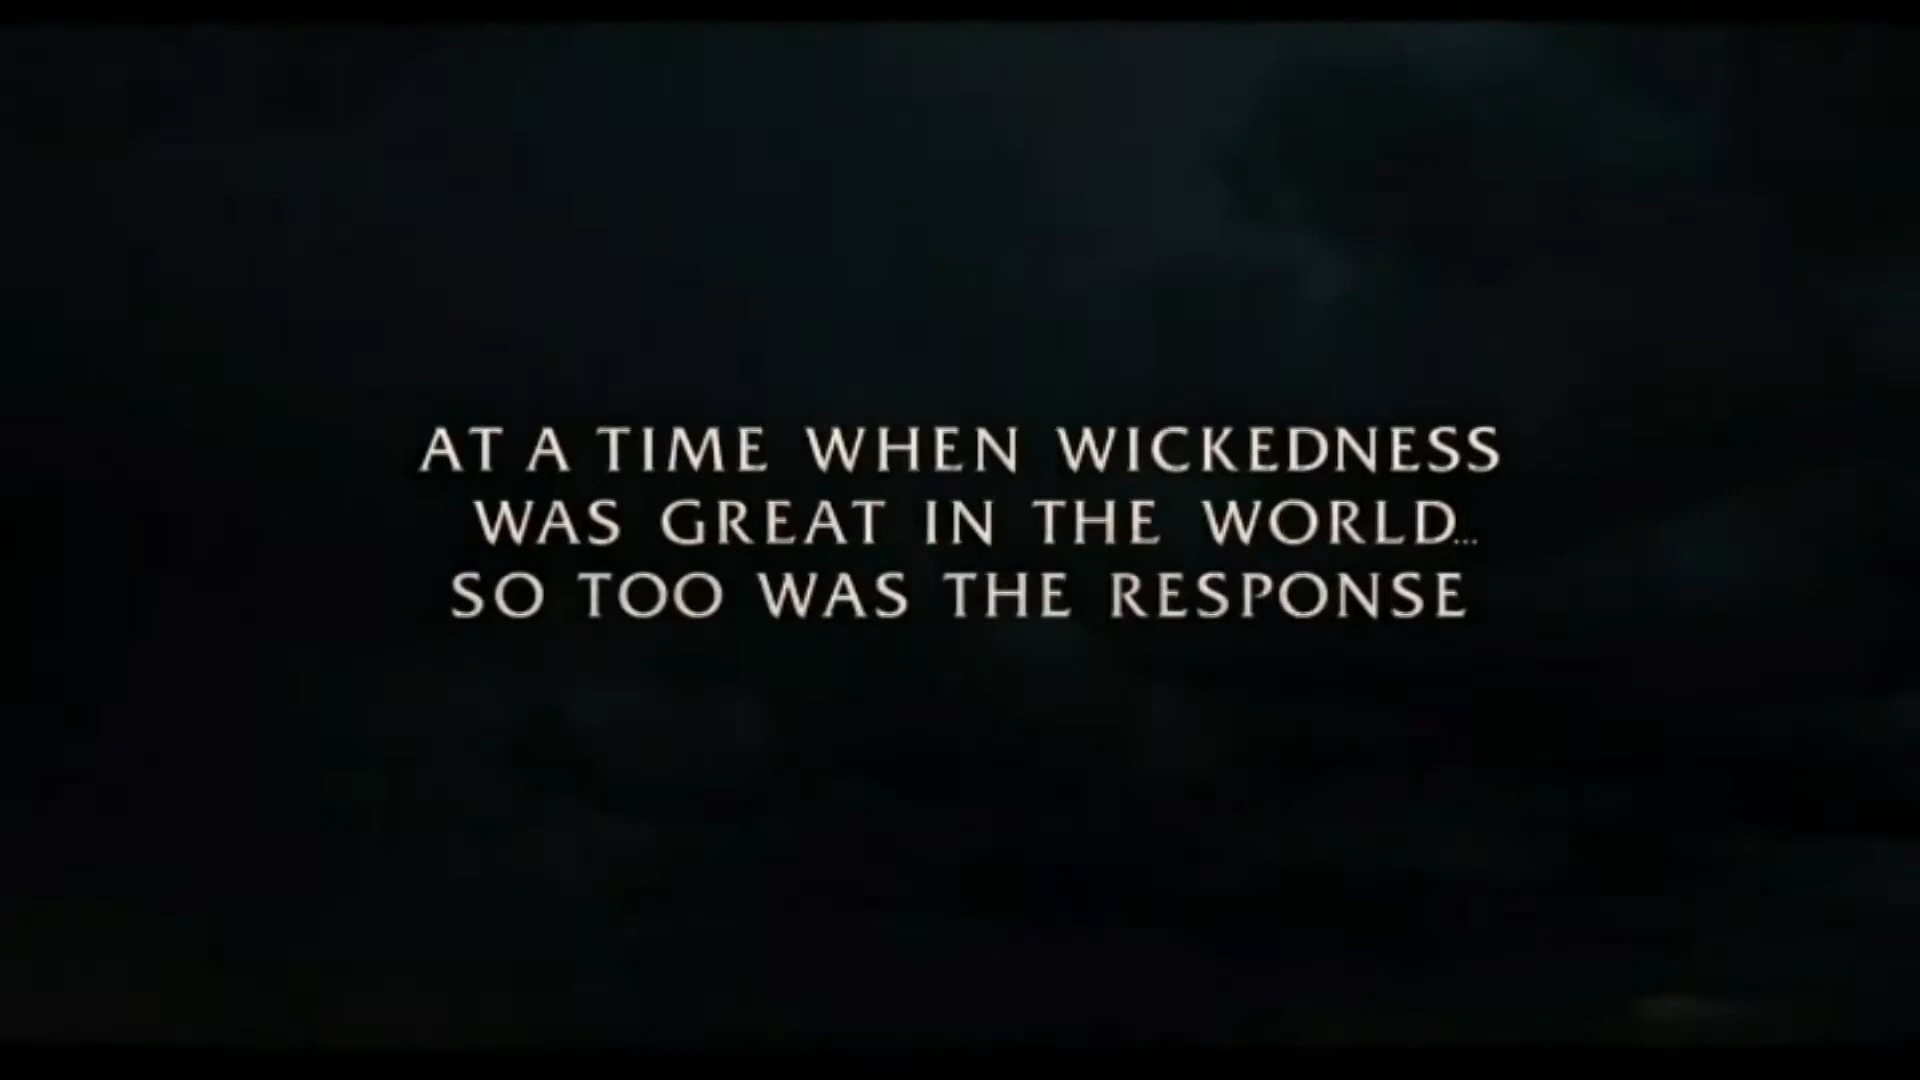 AT A TIME WHEN WICKEDNESS
WAS GREAT IN THE WORLD...
SO TOO WAS THE RESPONSE